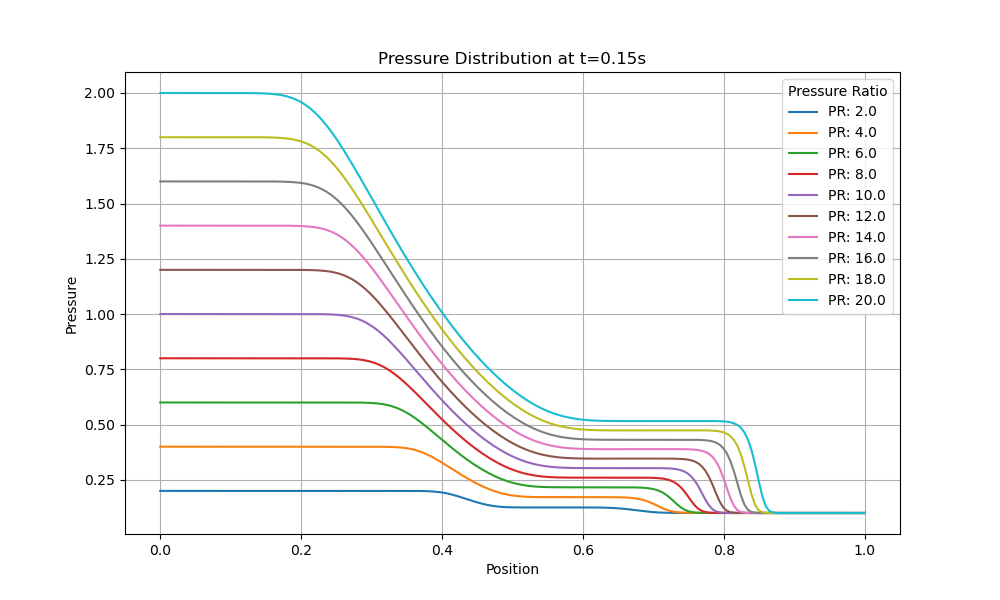 Pressure Distribution at t=0.15s
Pressure
2.00
1.75
1.50
1.25
1.00
0.75
0.50
0.25
Pressure Ratio
PR: 2.0
PR: 4.0
PR: 6.0
PR: 8.0
PR: 10.0
PR: 12.0
PR: 14.0
PR: 16.0
PR: 18.0
PR: 20.0
0.0 0.2 0.4 0.6 0.8 1.0
Position